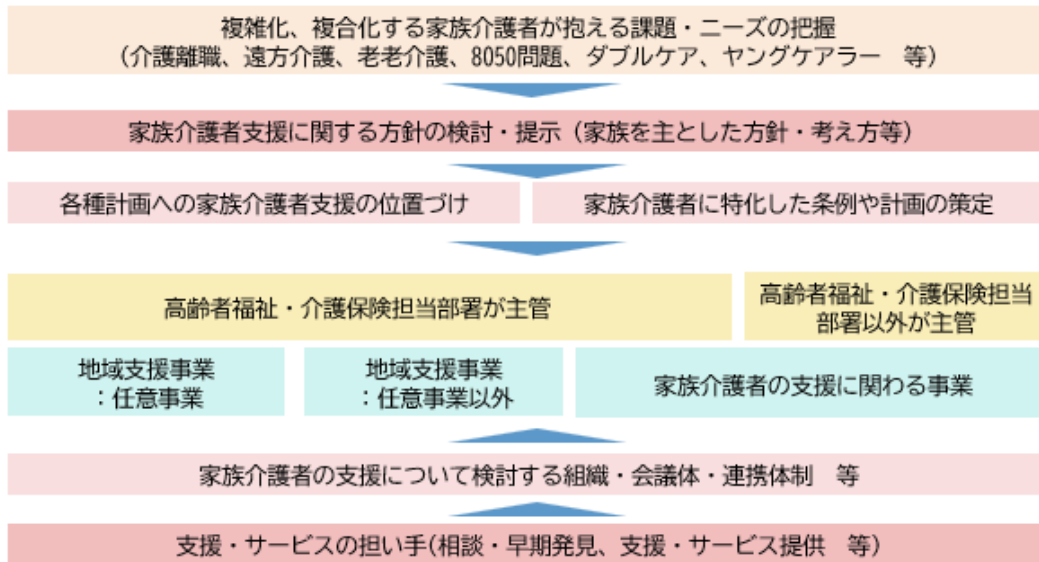 複雑化、複合化する家族介護者が抱える課題・ニーズの把握
（介護離職、遠方介護、老老介護、8050問題、ダブルケア、ヤングケアラー　等）
家族介護者支援に関する方針の検討・提示（家族を主とした方針・考え方等）
各種計画への家族介護者支援の位置づけ
家族介護者に特化した条例や計画の策定
高齢者福祉・介護保険担当部署が主管
高齢者福祉・介護保険担当
部署以外が主管
地域支援事業
：任意事業
地域支援事業
：任意事業以外
家族介護者の支援に関わる事業
家族介護者の支援について検討する組織・会議体・連携体制　等
支援・サービスの担い手(相談・早期発見、支援・サービス提供　等)